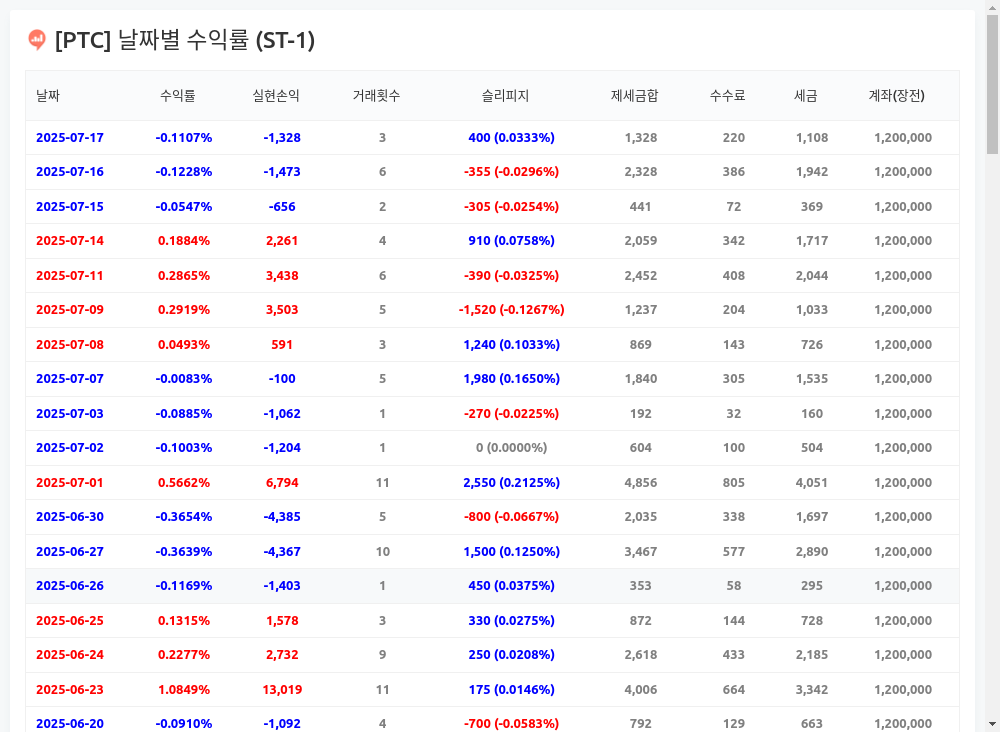 [PTC] 날짜별 수익률 (ST-1)
날짜 수익률 실현손익 거래횟수 슬리피지 제세금합 수수료 세금 계좌(장전)
2025-07-17 -0.1107% -1,328 3 400 (0.0333%) 1,328 220 1,108 1,200,000
2025-07-16 -0.1228% -1,473 6 -355 (-0.0296%) 2,328 386 1,942 1,200,000
2025-07-15 -0.0547% -656 2 -305 (-0.0254%) 441 72 369 1,200,000
2025-07-14 0.1884% 2,261 4 910 (0.0758%) 2,059 342 1,717 1,200,000
2025-07-11 0.2865% 3,438 6 -390 (-0.0325%) 2,452 408 2,044 1,200,000
2025-07-09 0.2919% 3,503 5 -1,520 (-0.1267%) 1,237 204 1,033 1,200,000
2025-07-08 0.0493% 591 3 1,240 (0.1033%) 869 143 726 1,200,000
2025-07-07 -0.0083% -100 5 1,980 (0.1650%) 1,840 305 1,535 1,200,000
2025-07-03 -0.0885% -1,062 1 -270 (-0.0225%) 192 32 160 1,200,000
2025-07-02 -0.1003% -1,204 1 0 (0.0000%) 604 100 504 1,200,000
2025-07-01 0.5662% 6,794 11 2,550 (0.2125%) 4,856 805 4,051 1,200,000
2025-06-30 -0.3654% -4,385 5 -800 (-0.0667%) 2,035 338 1,697 1,200,000
2025-06-27 -0.3639% -4,367 10 1,500 (0.1250%) 3,467 577 2,890 1,200,000
2025-06-26 -0.1169% -1,403 1 450 (0.0375%) 353 58 295 1,200,000
2025-06-25 0.1315% 1,578 3 330 (0.0275%) 872 144 728 1,200,000
2025-06-24 0.2277% 2,732 9 250 (0.0208%) 2,618 433 2,185 1,200,000
2025-06-23 1.0849% 13,019 11 175 (0.0146%) 4,006 664 3,342 1,200,000
2025-06-20 -0.0910% -1,092 4 -700 (-0.0583%) 792 129 663 1,200,000